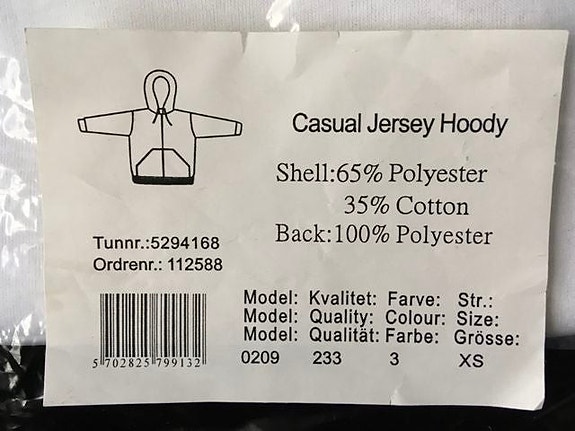 Casual Jersey Hoody
Shell:65% Polyester
35% Cotton
Back:100% Polyester
Tunnr.:5294168
Ordrenr.: 112588
5 702825 799132
Model: Kvalitet: Farve: Str.:
Model: Quality: Colour: Size:
Model: Qualität: Farbe: Grösse:
0209 233 3 XS